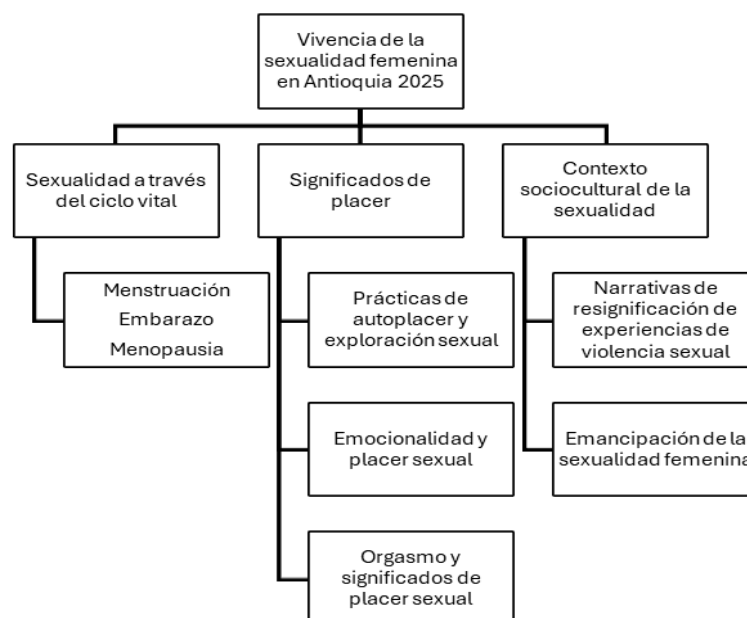 Vivencia de la
sexualidad femenina
en Antioquia 2025
Sexualidad a través
del ciclo vital
Significados de
placer
Contexto
sociocultural de la
sexualidad
Menstruación
Embarazo
Menopausia
Prácticas de
autoplacer y
exploración sexual
Narrativas de
resignificación de
experiencias de
violencia sexual
Emocionalidad y
placer sexual
Emancipación de la
sexualidad femenina
Orgasmo y
significados de
placer sexual